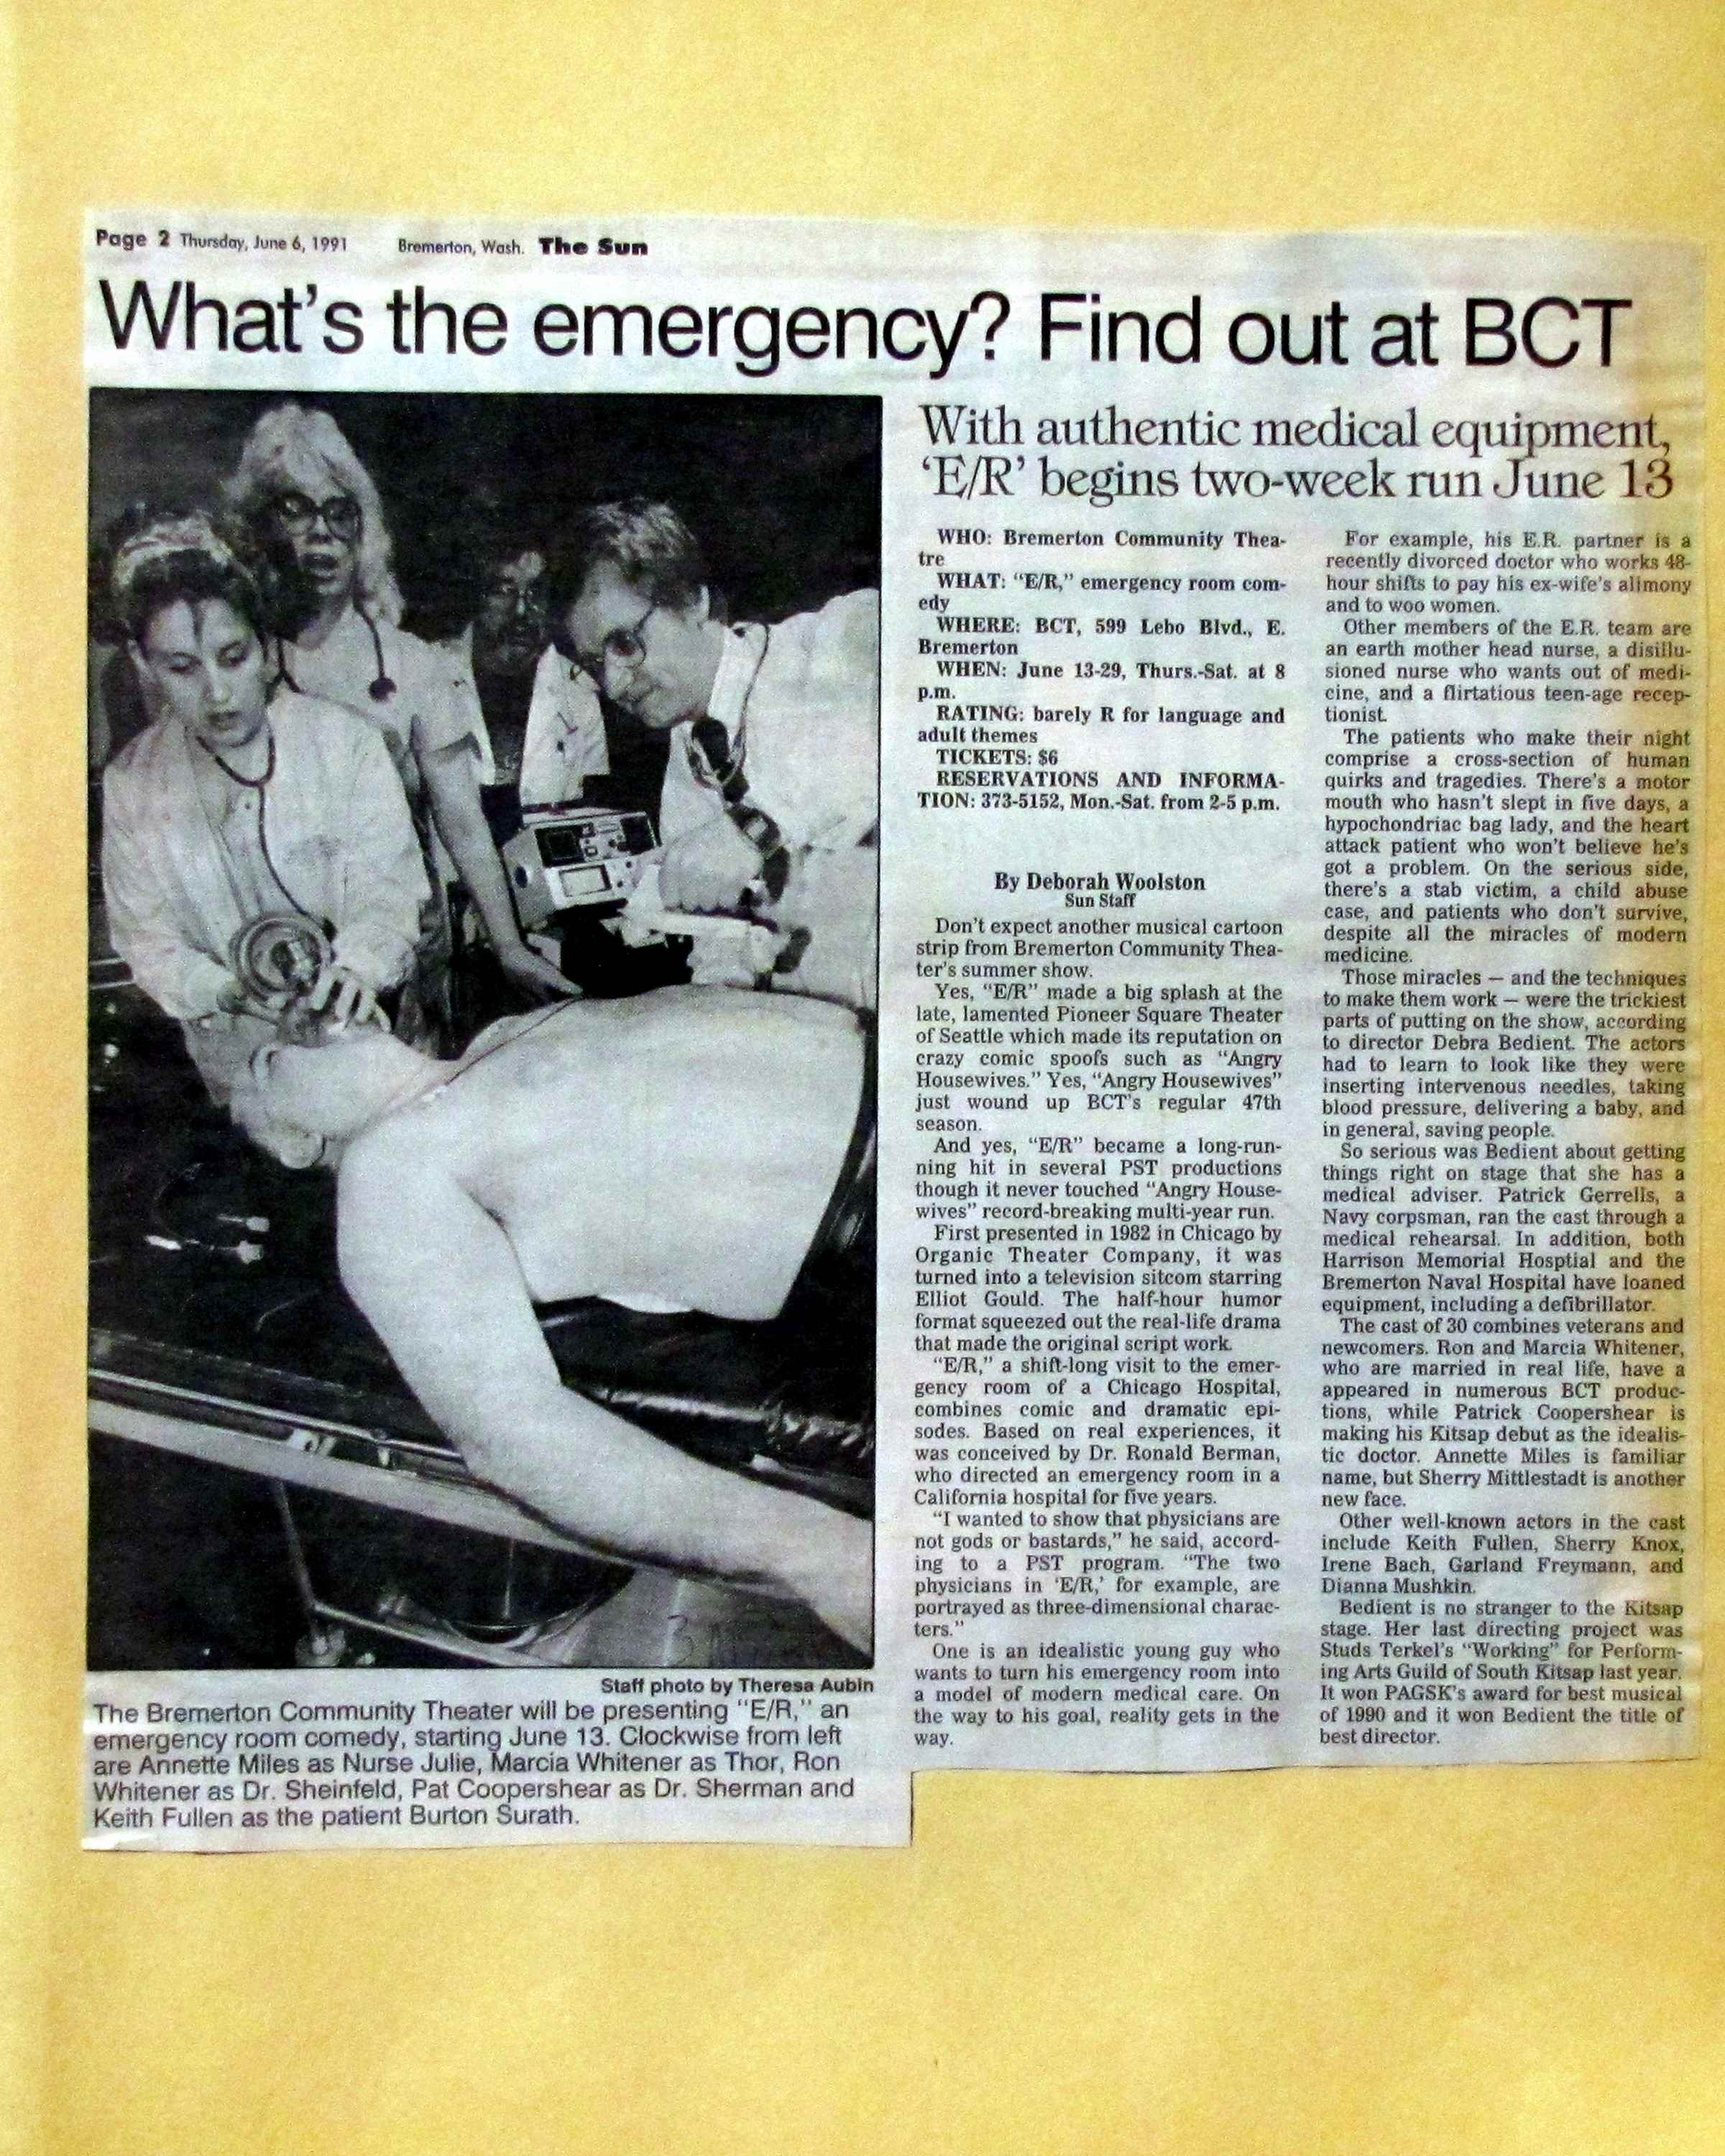 Page 2 Thursday, June 6, 1991 Bremerton, Wash. The Sun
What's the emergency? Find out at BCT
With authentic medical equipment,
'E/R' begins two-week run June 13
WHO: Bremerton Community Thea-
tre
WHAT: "E/R," emergency room com-
edy
WHERE: BCT, 599 Lebo Blvd., E.
Bremerton
WHEN: June 13-29, Thurs.-Sat. at 8
p.m.
RATING: barely R for language and
adult themes
TICKETS: $6
RESERVATIONS AND INFORMA-
TION: 373-5152, Mon.-Sat. from 2-5 p.m.
By Deborah Woolston
Sun Staff
Don't expect another musical cartoon
strip from Bremerton Community Thea-
ter's summer show.
Yes, "E/R" made a big splash at the
late, lamented Pioneer Square Theater
of Seattle which made its reputation on
crazy comic spoofs such as "Angry
Housewives." Yes, "Angry Housewives"
just wound up BCT's regular 47th
season.
And yes, "E/R" became a long-run-
ning hit in several PST productions
though it never touched "Angry House-
wives" record-breaking multi-year run.
First presented in 1982 in Chicago by
Organic Theater Company, it was
turned into a television sitcom starring
Elliot Gould. The half-hour humor
format squeezed out the real-life drama
that made the original script work.
"E/R," a shift-long visit to the emer-
gency room of a Chicago Hospital,
combines comic and dramatic epi-
sodes. Based on real experiences, it
was conceived by Dr. Ronald Berman,
who directed an emergency room in a
California hospital for five years.
"I wanted to show that physicians are
not gods or bastards," he said, accord-
ing to a PST program. "The two
physicians in 'E/R,' for example, are
portrayed as three-dimensional charac-
ters."
One is an idealistic young guy who
wants to turn his emergency room into
a model of modern medical care. On
the way to his goal, reality gets in the
way.
For example, his E.R. partner is a
recently divorced doctor who works 48-
hour shifts to pay his ex-wife's alimony
and to woo women.
Other members of the E.R. team are
an earth mother head nurse, a disillu-
sioned nurse who wants out of medi-
cine, and a flirtatious teen-age recep-
tionist.
The patients who make their night
comprise a cross-section of human
quirks and tragedies. There's a motor
mouth who hasn't slept in five days, a
hypochondriac bag lady, and the heart
attack patient who won't believe he's
got a problem. On the serious side,
there's a stab victim, a child abuse
case, and patients who don't survive,
despite all the miracles of modern
medicine.
Those miracles — and the techniques
to make them work — were the trickiest
parts of putting on the show, according
to director Debra Bedient. The actors
had to learn to look like they were
inserting intervenous needles, taking
blood pressure, delivering a baby, and
in general, saving people.
So serious was Bedient about getting
things right on stage that she has a
medical adviser. Patrick Gerrells, a
Navy corpsman, ran the cast through a
medical rehearsal. In addition, both
Harrison Memorial Hosptial and the
Bremerton Naval Hospital have loaned
equipment, including a defibrillator.
The cast of 30 combines veterans and
newcomers. Ron and Marcia Whitener,
who are married in real life, have a
appeared in numerous BCT produc-
tions, while Patrick Coopershear is
making his Kitsap debut as the idealis-
tic doctor. Annette Miles is familiar
name, but Sherry Mittlestadt is another
new face.
Other well-known actors in the cast
include Keith Fullen, Sherry Knox,
Irene Bach, Garland Freymann, and
Dianna Mushkin.
Bedient is no stranger to the Kitsap
stage. Her last directing project was
Studs Terkel's "Working" for Perform-
ing Arts Guild of South Kitsap last year.
It won PAGSK's award for best musical
of 1990 and it won Bedient the title of
best director.
Staff photo by Theresa Aubin
The Bremerton Community Theater will be presenting "E/R," an
emergency room comedy, starting June 13. Clockwise from left
are Annette Miles as Nurse Julie, Marcia Whitener as Thor, Ron
Whitener as Dr. Sheinfeld, Pat Coopershear as Dr. Sherman and
Keith Fullen as the patient Burton Surath.